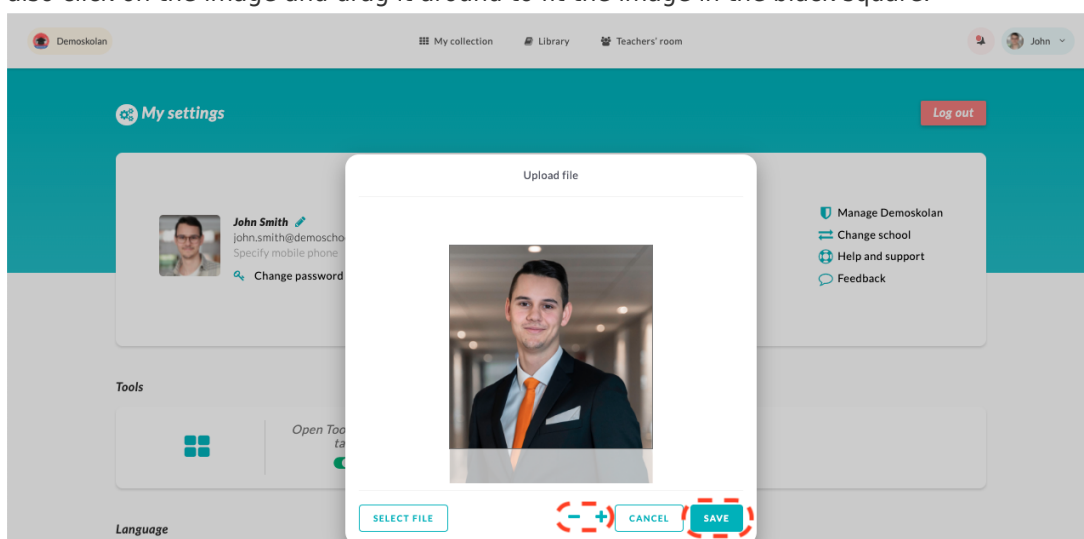 also click on the image and drag it around to fit the image in the black square.
Demoskolan
My collection
Library
Teachers' room
John
My settings
Log out
Upload file
John Smith
john.smith@demoscho
Specify mobile phone
Change password
Manage Demoskolan
Change school
Help and support
Feedback
Tools
Open Too
ta
SELECT FILE
CANCEL
SAVE
Language